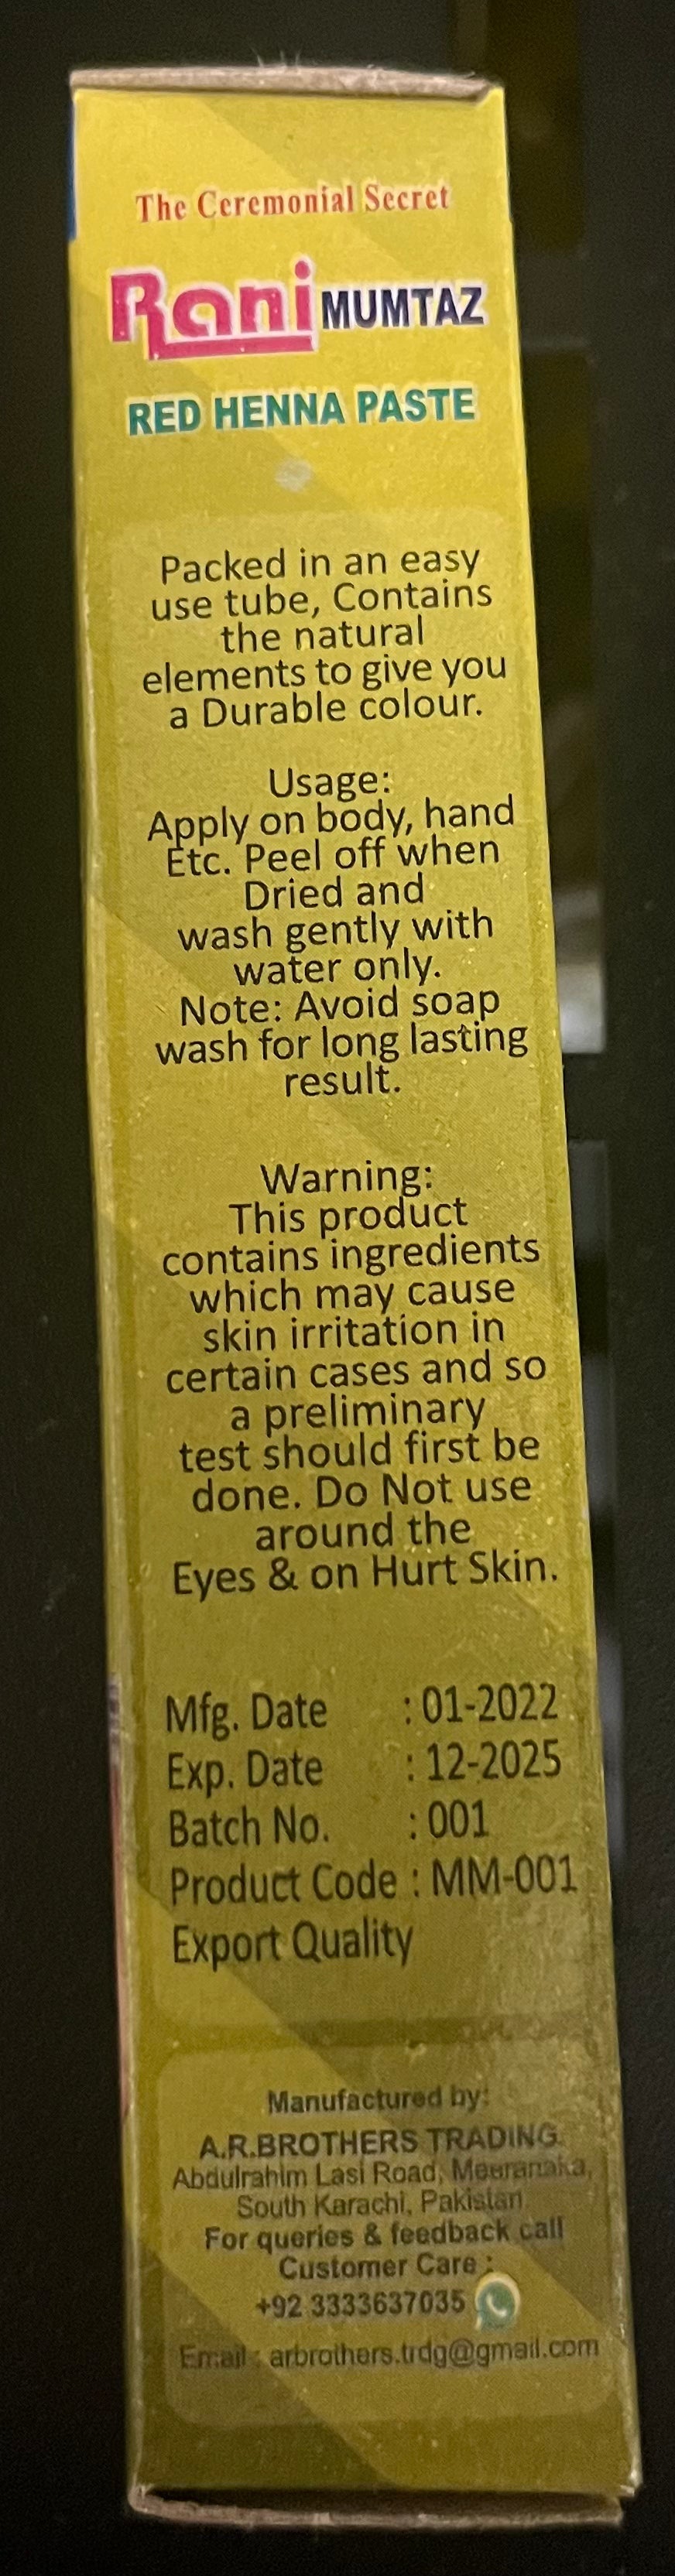 The Ceremonial Secret
Rani MUMTAZ
RED HENNA PASTE
Packed in an easy
use tube, Contains
the natural
elements to give you
a Durable colour.
Usage:
Apply on body, hand
Etc. Peel off when
Dried and
wash gently with
water only.
Note: Avoid soap
wash for long lasting
result.
Warning:
This product
contains ingredients
which may cause
skin irritation in
certain cases and so
a preliminary
test should first be
done. Do Not use
around the
Eyes & on Hurt Skin.
Mfg. Date : 01-2022
Exp. Date : 12-2025
Batch No. : 001
Product Code : MM-001
Export Quality
Manufactured by:
A.R.BROTHERS TRADING.
Abdulrahim Lasi Road, Meeranaka,
South Karachi, Pakistan
For queries & feedback call
Customer Care :
+92 3333637035
Email : arbrothers.trdg@gmail.com